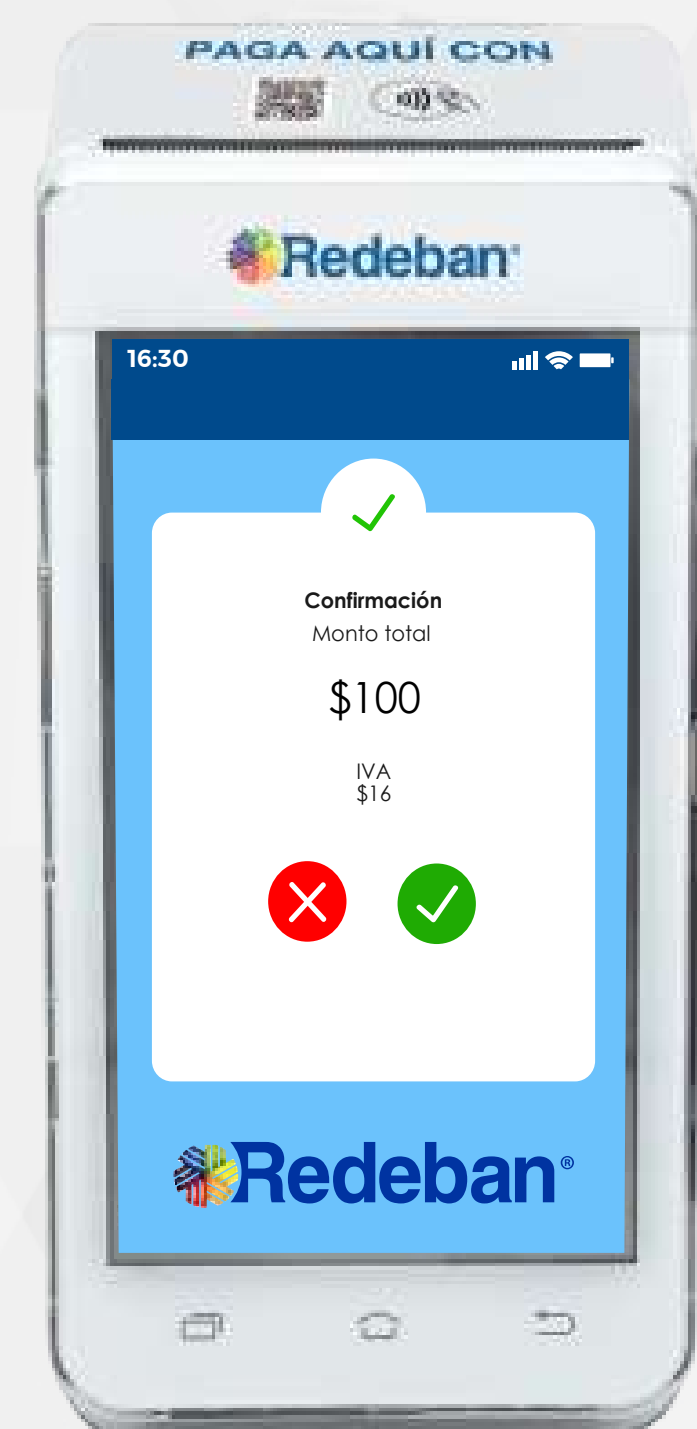 PAGA AQUÍ CON
Redeban
16:30
Confirmación
Monto total
$100
IVA
$16
Redeban®